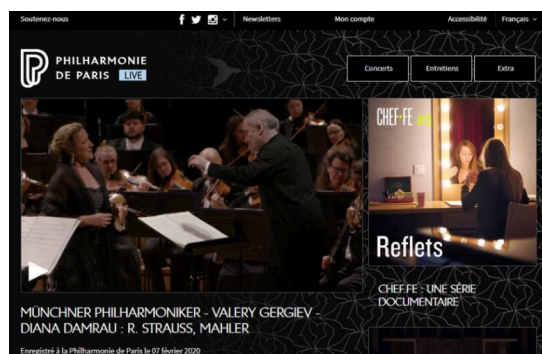 Soutenez-nous
Newsletters
Mon compte
Accessibilité
Français
PHILHARMONIE
DE PARIS LIVE
Concerts
Entretiens
Extra
CHEF·FE #6
Reflets
MÜNCHNER PHILHARMONIKER - VALERY GERGIEV -
DIANA DAMRAU : R. STRAUSS, MAHLER
Enregistré à la Philharmonie de Paris le 07 février 2020
CHEF.FE : UNE SÉRIE
DOCUMENTAIRE